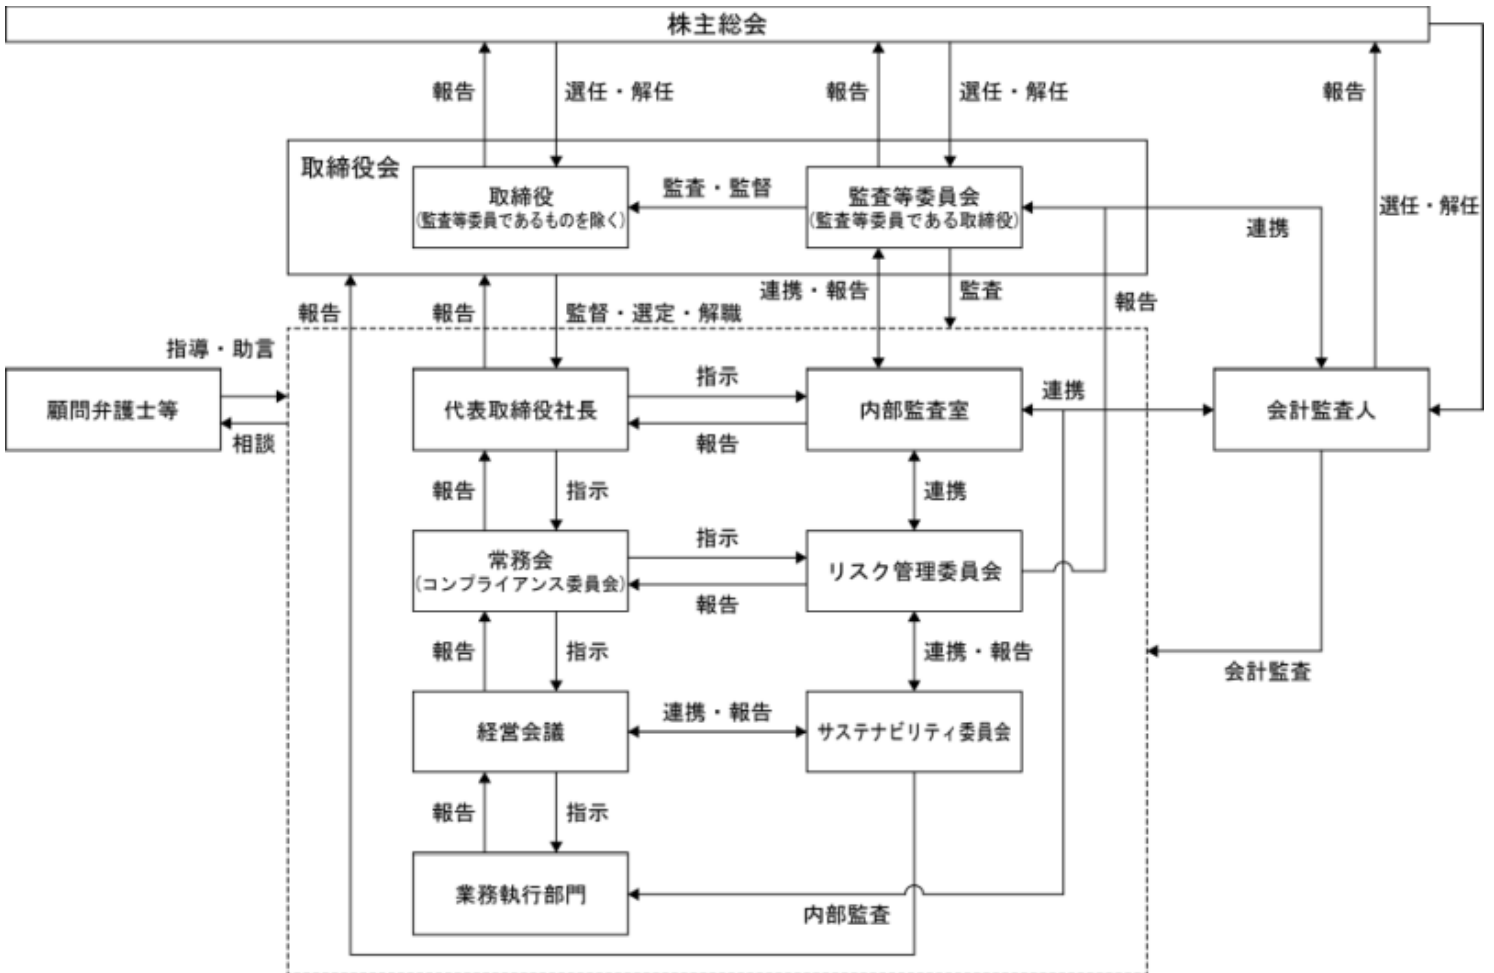 株主総会
報告
選任・解任
報告
選任・解任
報告
取締役会
取締役
(監査等委員であるものを除く)
監査・監督
監査等委員会
(監査等委員である取締役)
連携
選任・解任
報告
報告
監督・選定・解職
連携・報告
監査
報告
指導・助言
顧問弁護士等
相談
代表取締役社長
指示
報告
内部監査室
連携
会計監査人
報告
指示
連携
常務会
(コンプライアンス委員会)
指示
報告
リスク管理委員会
報告
指示
連携・報告
会計監査
経営会議
連携・報告
サステナビリティ委員会
報告
指示
業務執行部門
内部監査